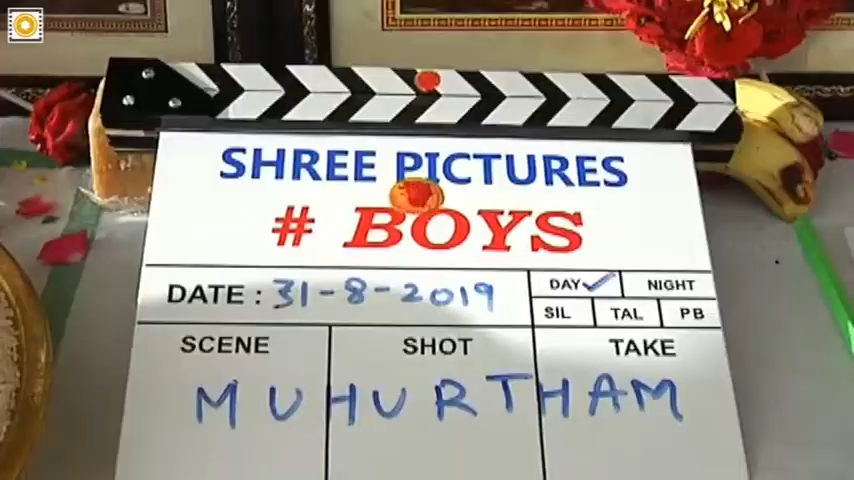 SHREE PICTURES
# BOYS
DATE : 31-8-2019
DAY ✓ NIGHT
SIL TAL PB
SCENE SHOT TAKE
MUHURTHAM